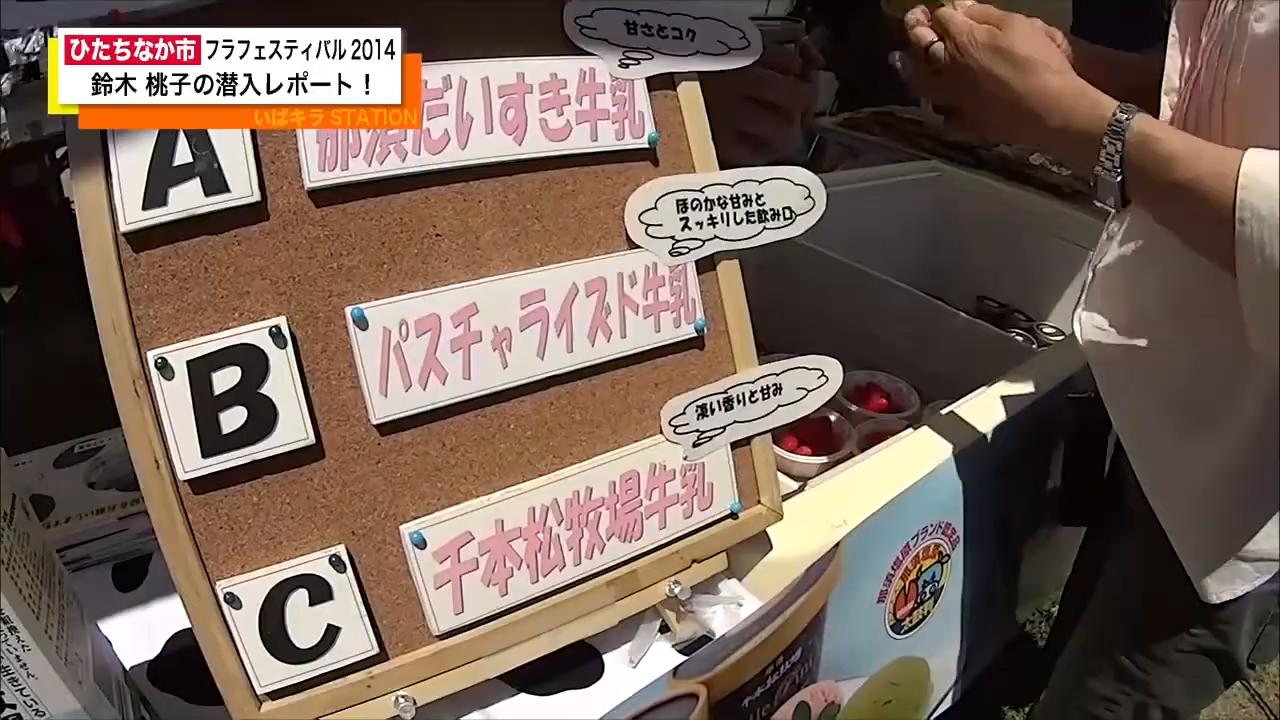 ひたちなか市 フラフェスティバル2014
鈴木 桃子の潜入レポート！
いばキラ STATION
甘さとコク
A 那須だいすき牛乳
ほのかな甘みと
スッキリした飲み口
B パスチャライズド牛乳
濃い香りと甘み
C 千本松牧場牛乳